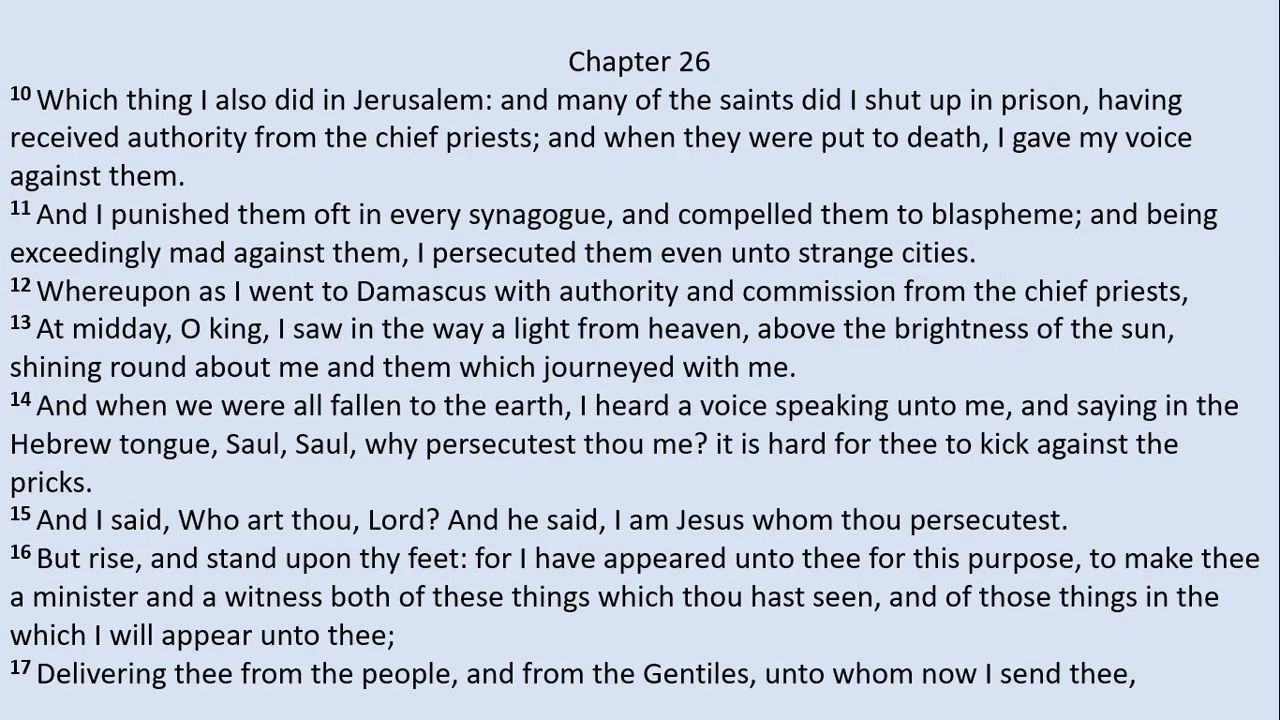 Chapter 26
10 Which thing I also did in Jerusalem: and many of the saints did I shut up in prison, having
received authority from the chief priests; and when they were put to death, I gave my voice
against them.
11 And I punished them oft in every synagogue, and compelled them to blaspheme; and being
exceedingly mad against them, I persecuted them even unto strange cities.
12 Whereupon as I went to Damascus with authority and commission from the chief priests,
13 At midday, O king, I saw in the way a light from heaven, above the brightness of the sun,
shining round about me and them which journeyed with me.
14 And when we were all fallen to the earth, I heard a voice speaking unto me, and saying in the
Hebrew tongue, Saul, Saul, why persecutest thou me? it is hard for thee to kick against the
pricks.
15 And I said, Who art thou, Lord? And he said, I am Jesus whom thou persecutest.
16 But rise, and stand upon thy feet: for I have appeared unto thee for this purpose, to make thee
a minister and a witness both of these things which thou hast seen, and of those things in the
which I will appear unto thee;
17 Delivering thee from the people, and from the Gentiles, unto whom now I send thee,